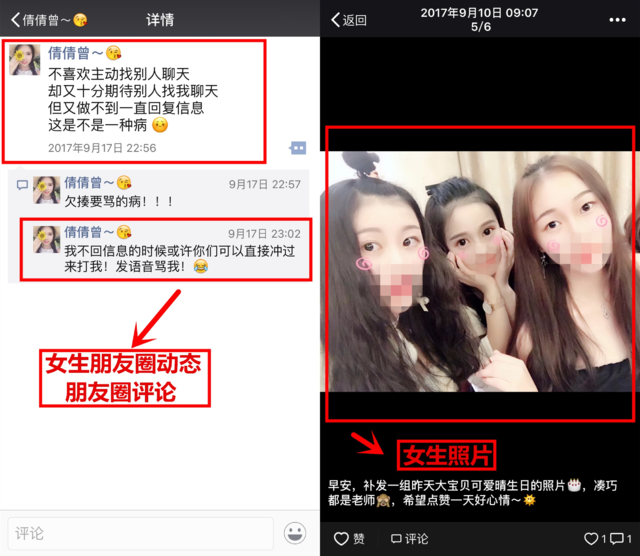 倩倩曾～😘
详情
倩倩曾～😘
不喜欢主动找别人聊天
却又十分期待别人找我聊天
但又做不到一直回复信息
这是不是一种病
2017年9月17日 22:56
倩倩曾～😘
9月17日 22:57
欠揍要骂的病！！！
倩倩曾～😘
9月17日 23:02
我不回信息的时候或许你们可以直接冲过
来打我！发语音骂我！😂
女生朋友圈动态
朋友圈评论
评论
返回
2017年9月10日 09:07
5/6
女生照片
早安，补发一组昨天大宝贝可爱晴生日的照片🎂，凑巧
都是老师🙈，希望点赞一天好心情～🌞
赞
评论
1
1